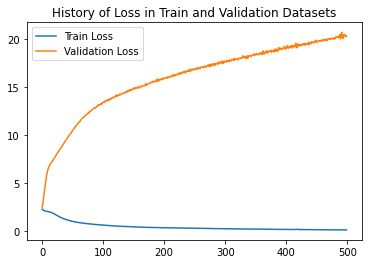 History of Loss in Train and Validation Datasets
Train Loss
Validation Loss
20
15
10
5
0
0 100 200 300 400 500